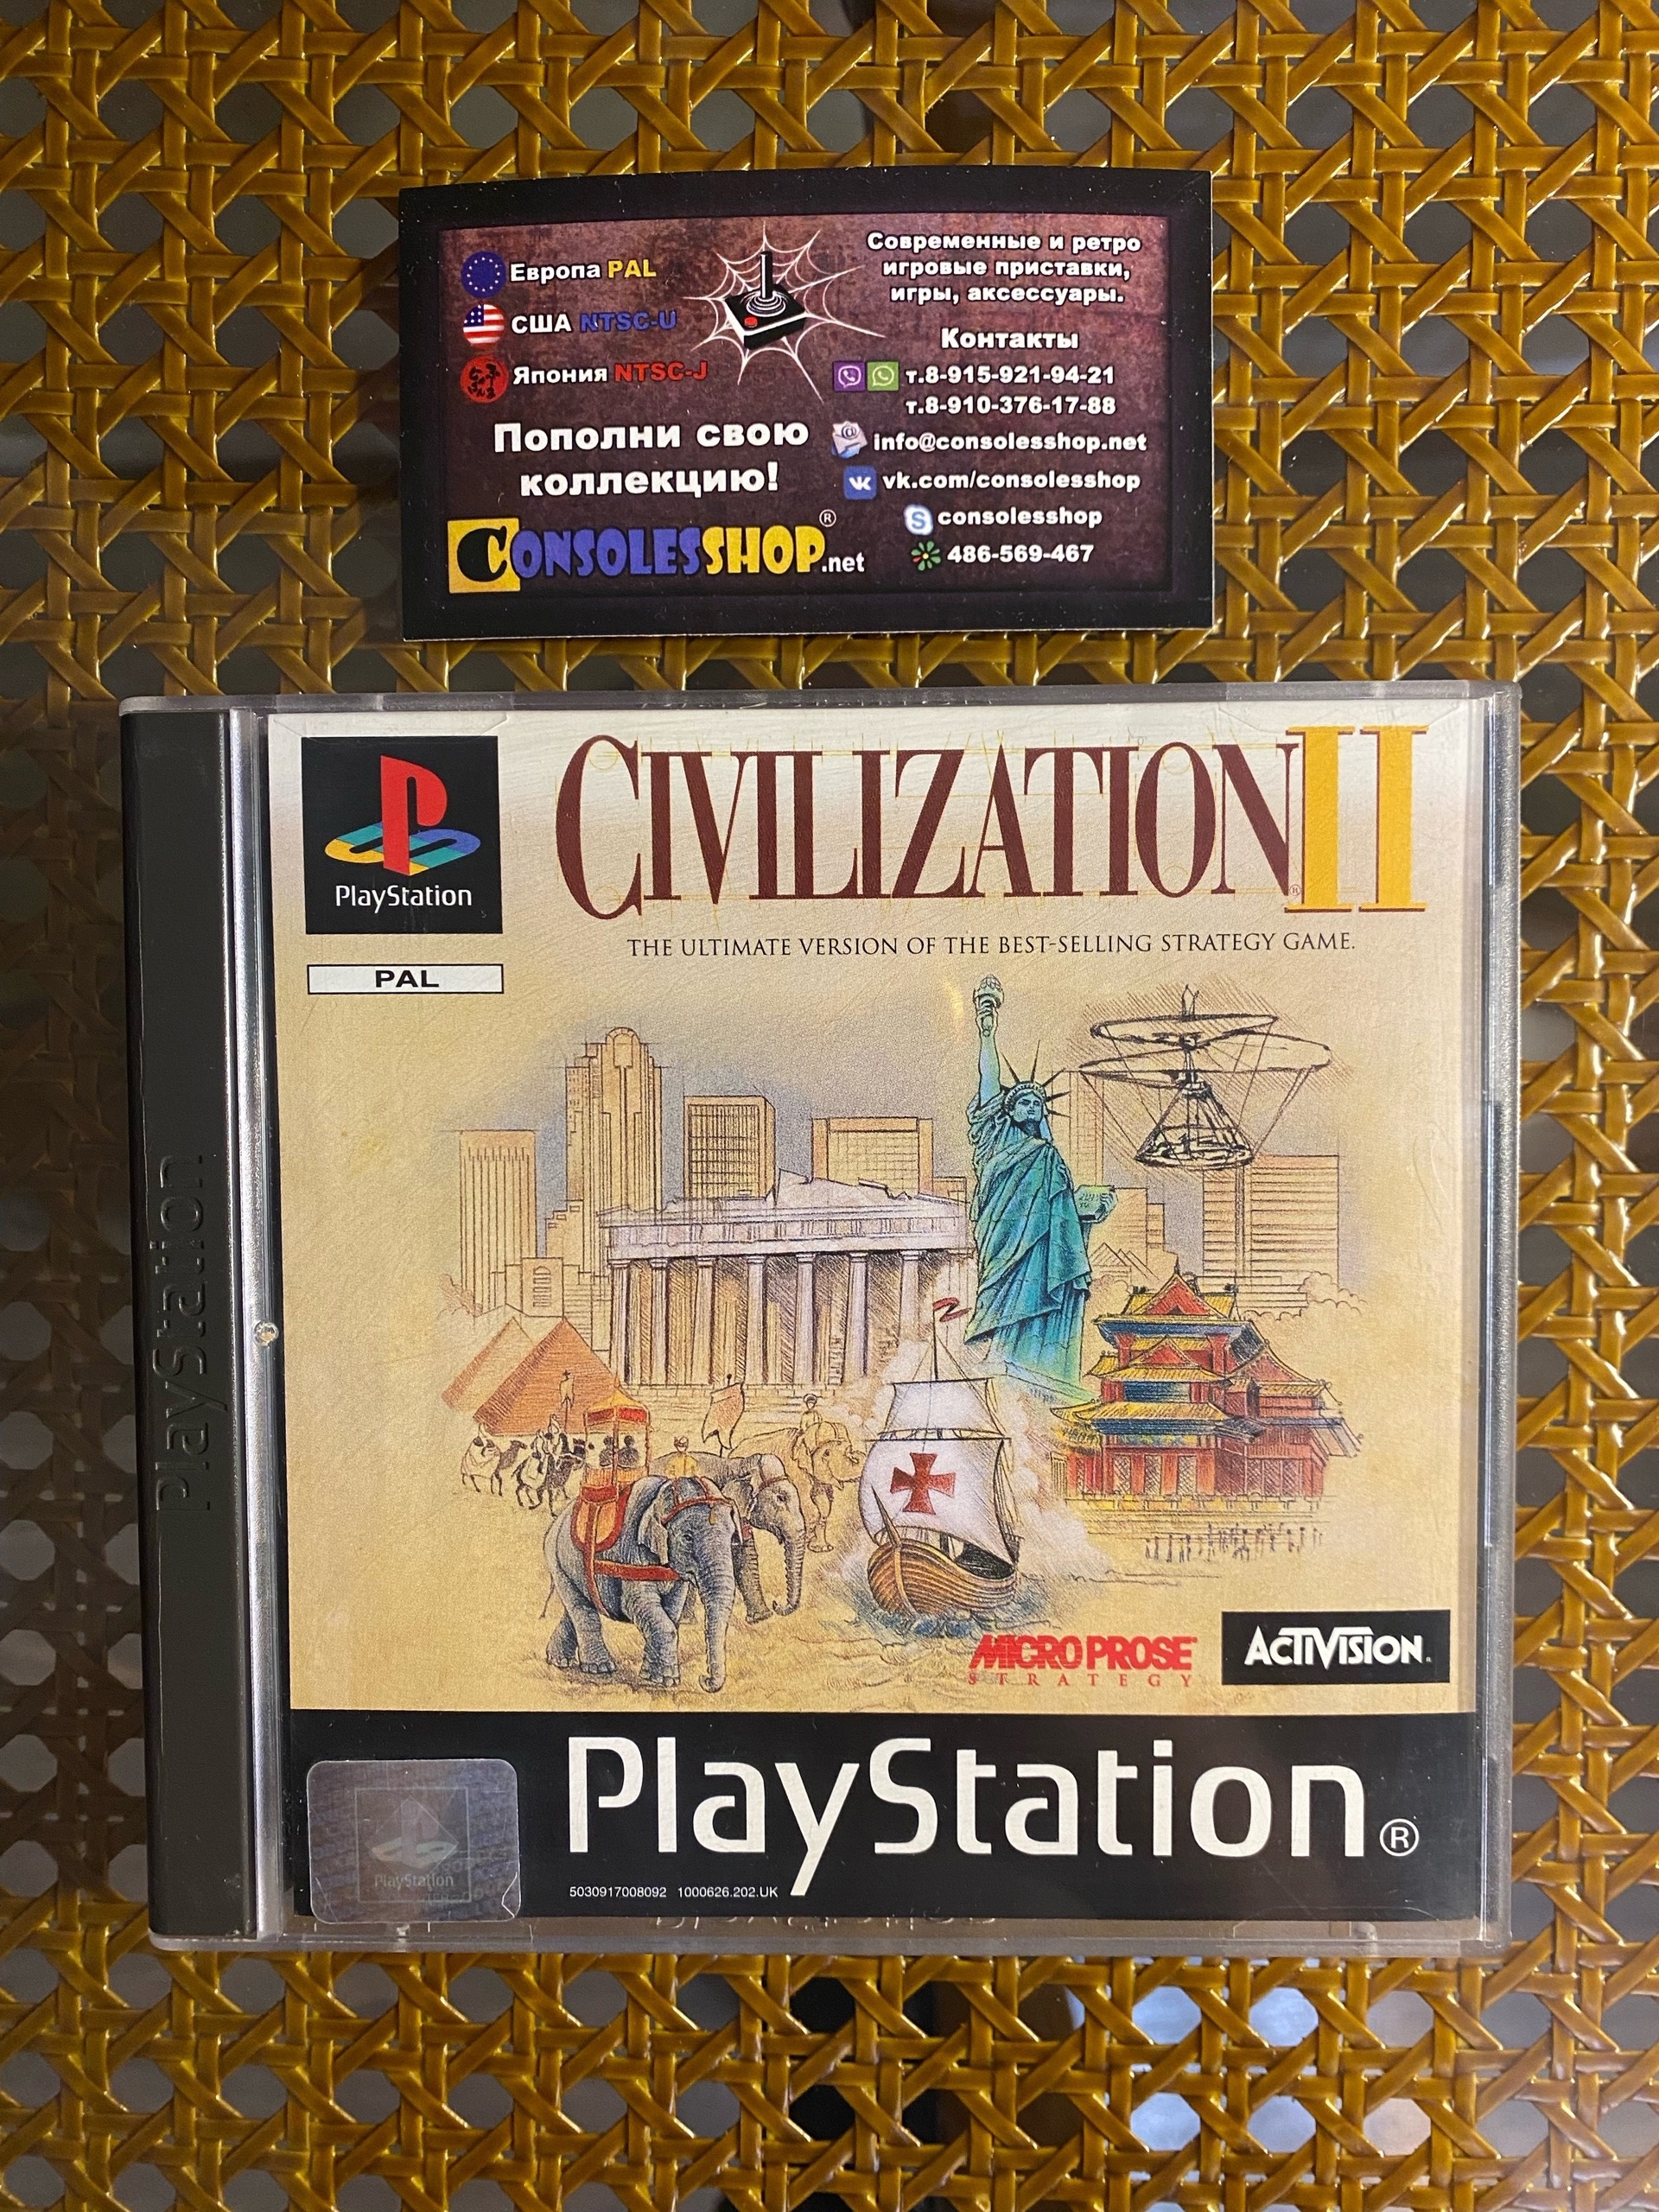 Европа PAL
США NTSC-U
Япония NTSC-J
Пополни свою
коллекцию!
CONSOLESSHOP.net®
Современные и ретро
игровые приставки,
игры, аксессуары.
Контакты
т.8-915-921-94-21
т.8-910-376-17-88
info@consolesshop.net
vk.com/consolesshop
consolesshop
486-569-467
PlayStation
PAL
CIVILIZATION® II
THE ULTIMATE VERSION OF THE BEST-SELLING STRATEGY GAME.
PlayStation
MICROPROSE
STRATEGY
ACTIVISION®
PlayStation®
PlayStation
5030917008092 1000626.202.UK